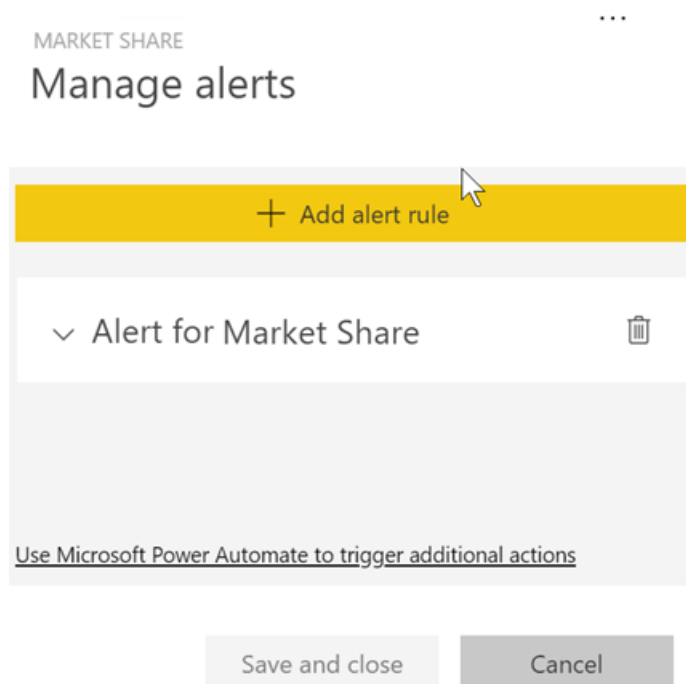 ...
MARKET SHARE
Manage alerts
+ Add alert rule
Alert for Market Share
Use Microsoft Power Automate to trigger additional actions
Save and close
Cancel